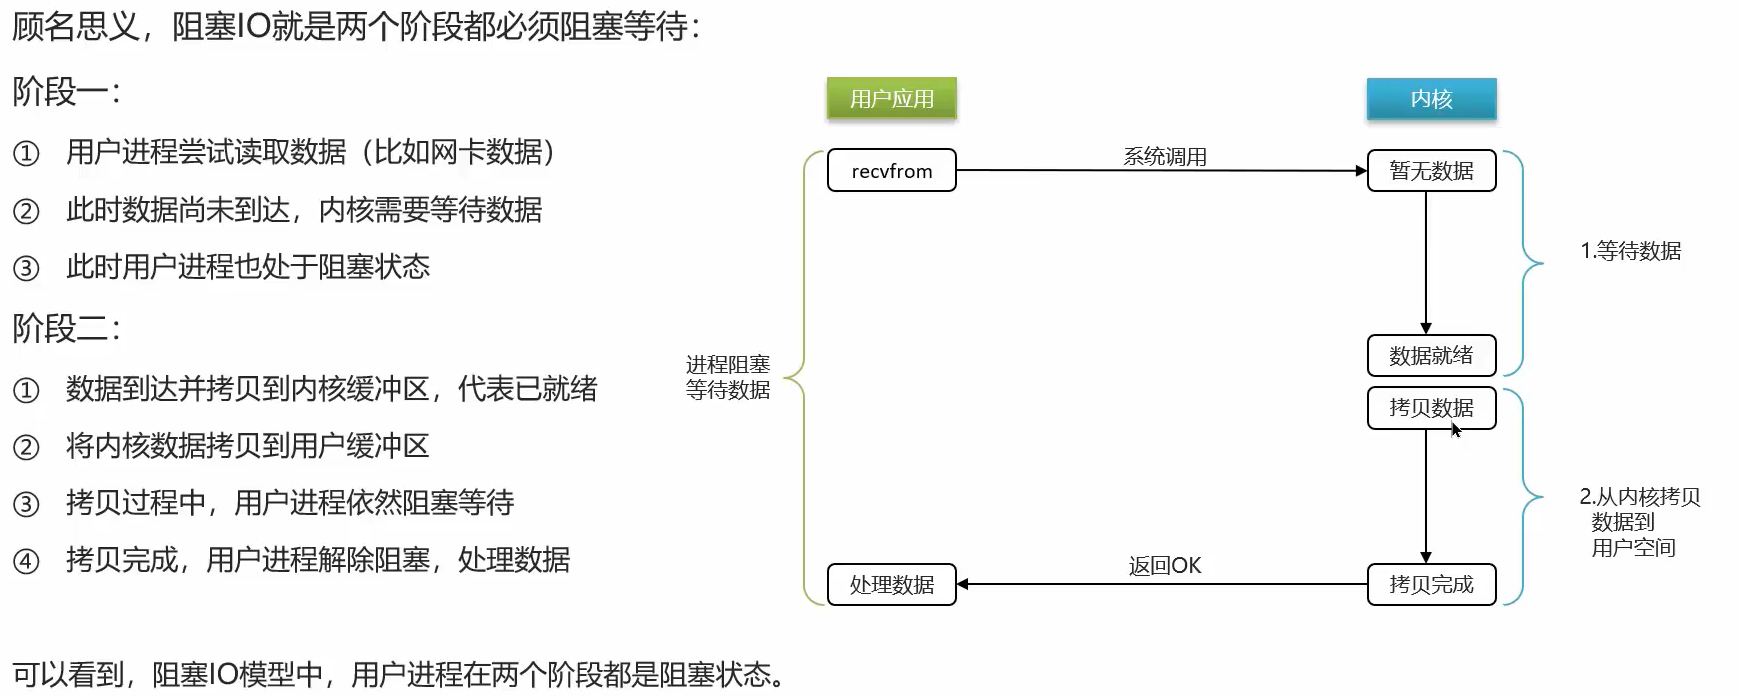 顾名思义，阻塞IO就是两个阶段都必须阻塞等待：
阶段一：
① 用户进程尝试读取数据（比如网卡数据）
② 此时数据尚未到达，内核需要等待数据
③ 此时用户进程也处于阻塞状态
阶段二：
① 数据到达并拷贝到内核缓冲区，代表已就绪
② 将内核数据拷贝到用户缓冲区
③ 拷贝过程中，用户进程依然阻塞等待
④ 拷贝完成，用户进程解除阻塞，处理数据
可以看到，阻塞IO模型中，用户进程在两个阶段都是阻塞状态。
用户应用
内核
recvfrom
系统调用
暂无数据
1.等待数据
数据就绪
进程阻塞
等待数据
拷贝数据
2.从内核拷贝
数据到
用户空间
处理数据
返回OK
拷贝完成